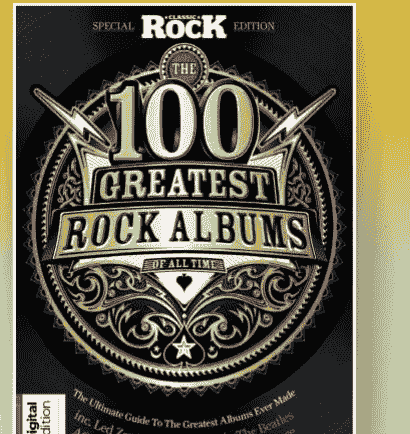 SPECIAL CLASSIC ROCK EDITION
THE
100
GREATEST
ROCK ALBUMS
OF ALL TIME
The Ultimate Guide To The Greatest Albums Ever Made
Inc. Led The Beatles
Digital
Edition